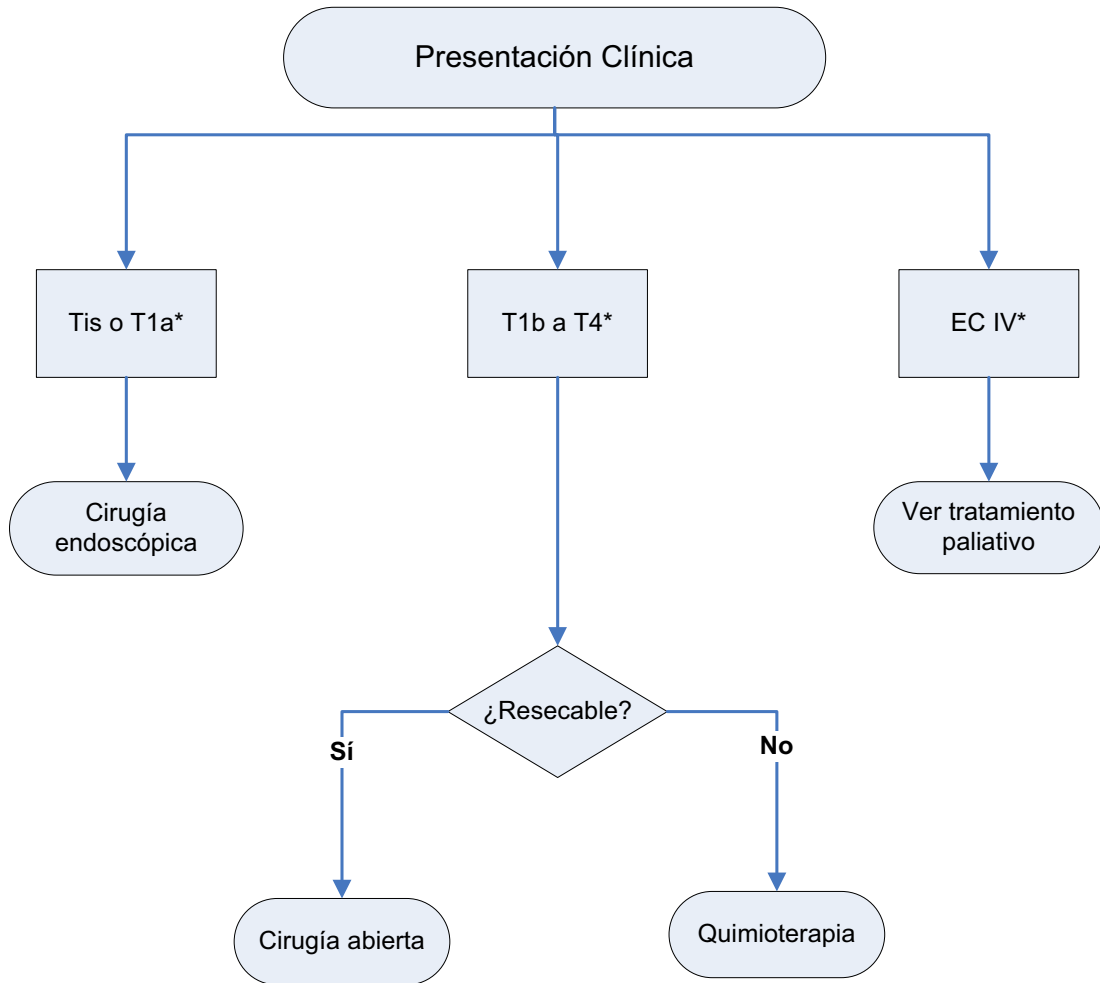 Presentación Clínica
Tis o T1a*
T1b a T4*
EC IV*
Cirugía
endoscópica
Ver tratamiento
paliativo
¿Resecable?
Sí
No
Cirugía abierta
Quimioterapia